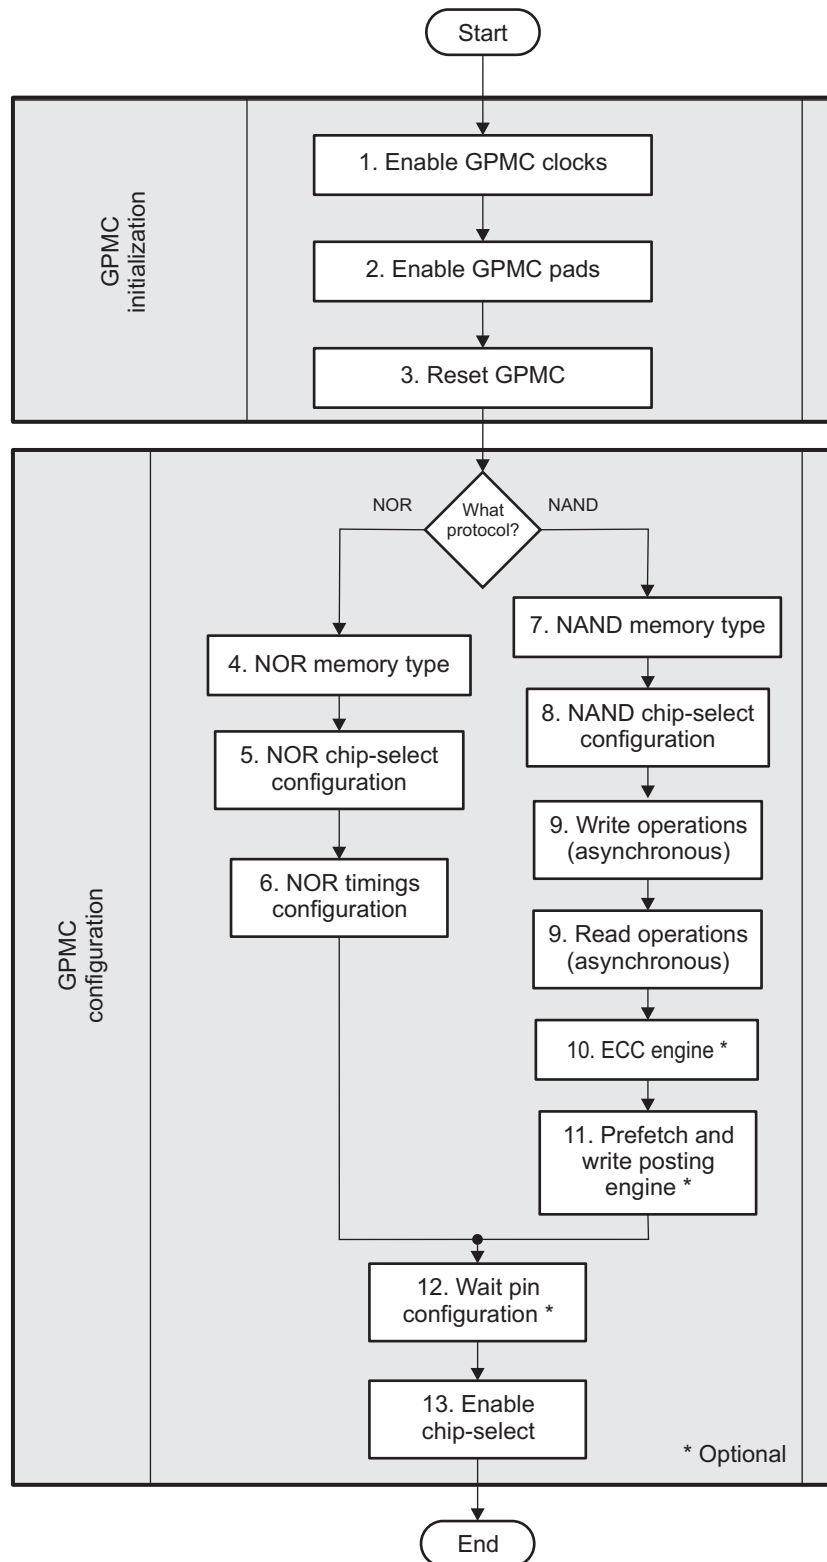 Start
GPMC
initialization
1. Enable GPMC clocks
2. Enable GPMC pads
3. Reset GPMC
GPMC
configuration
What
protocol?
NOR
NAND
4. NOR memory type
5. NOR chip-select
configuration
6. NOR timings
configuration
7. NAND memory type
8. NAND chip-select
configuration
9. Write operations
(asynchronous)
9. Read operations
(asynchronous)
10. ECC engine *
11. Prefetch and
write posting
engine *
12. Wait pin
configuration *
13. Enable
chip-select
* Optional
End